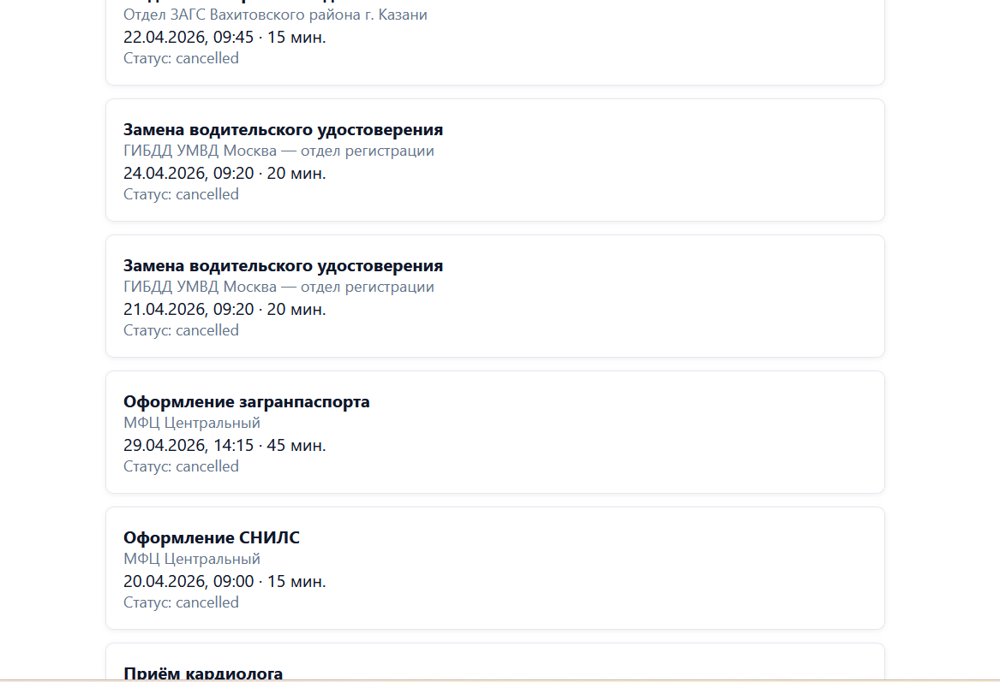 Отдел ЗАГС Вахитовского района г. Казани
22.04.2026, 09:45 · 15 мин.
Статус: cancelled
Замена водительского удостоверения
ГИБДД УМВД Москва — отдел регистрации
24.04.2026, 09:20 · 20 мин.
Статус: cancelled
Замена водительского удостоверения
ГИБДД УМВД Москва — отдел регистрации
21.04.2026, 09:20 · 20 мин.
Статус: cancelled
Оформление загранпаспорта
МФЦ Центральный
29.04.2026, 14:15 · 45 мин.
Статус: cancelled
Оформление СНИЛС
МФЦ Центральный
20.04.2026, 09:00 · 15 мин.
Статус: cancelled
Приём кардиолога